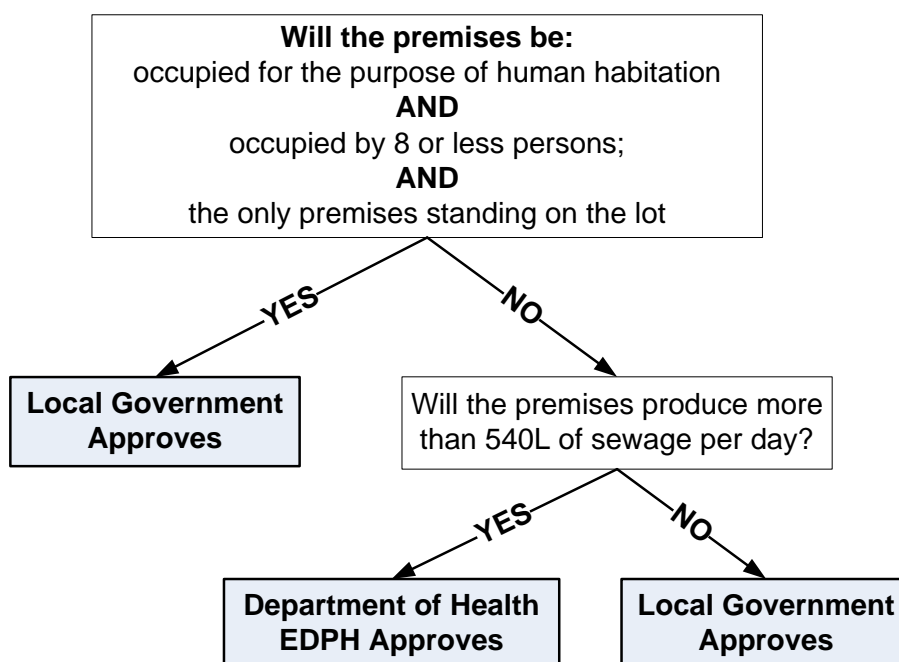 Will the premises be:
occupied for the purpose of human habitation
AND
occupied by 8 or less persons;
AND
the only premises standing on the lot
YES
NO
Local Government
Approves
Will the premises produce more
than 540L of sewage per day?
YES
NO
Department of Health
EDPH Approves
Local Government
Approves